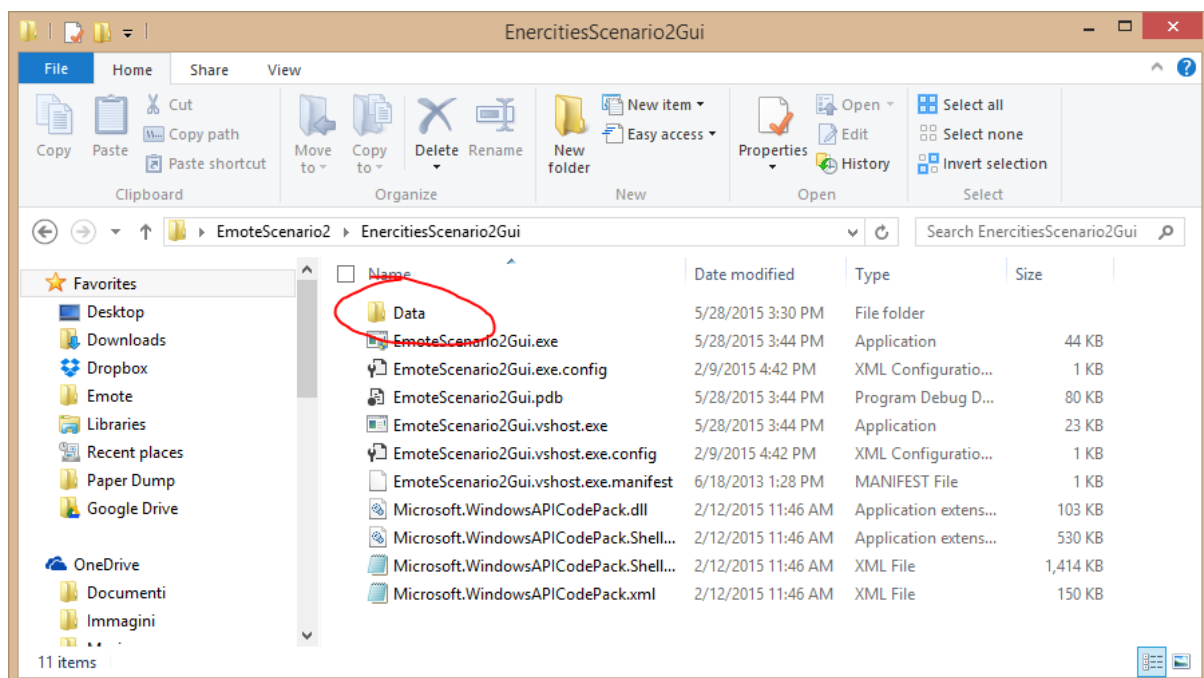 EnercitiesScenario2Gui
File Home Share View
Copy
Paste
Cut
Copy path
Paste shortcut
Clipboard
Move to
Copy to
Delete
Rename
Organize
New folder
New item
Easy access
New
Properties
Open
Edit
History
Open
Select all
Select none
Invert selection
Select
EmoteScenario2 EnercitiesScenario2Gui Search EnercitiesScenario2Gui
Favorites
Desktop
Downloads
Dropbox
Emote
Libraries
Recent places
Paper Dump
Google Drive
OneDrive
Documenti
Immagini
Name Date modified Type Size
Data 5/28/2015 3:30 PM File folder
EmoteScenario2Gui.exe 5/28/2015 3:44 PM Application 44 KB
EmoteScenario2Gui.exe.config 2/9/2015 4:42 PM XML Configuratio... 1 KB
EmoteScenario2Gui.pdb 5/28/2015 3:44 PM Program Debug D... 80 KB
EmoteScenario2Gui.vshost.exe 5/28/2015 3:44 PM Application 23 KB
EmoteScenario2Gui.vshost.exe.config 2/9/2015 4:42 PM XML Configuratio... 1 KB
EmoteScenario2Gui.vshost.exe.manifest 6/18/2013 1:28 PM MANIFEST File 1 KB
Microsoft.WindowsAPICodePack.dll 2/12/2015 11:46 AM Application extens... 103 KB
Microsoft.WindowsAPICodePack.Shell... 2/12/2015 11:46 AM Application extens... 530 KB
Microsoft.WindowsAPICodePack.Shell... 2/12/2015 11:46 AM XML File 1,414 KB
Microsoft.WindowsAPICodePack.xml 2/12/2015 11:46 AM XML File 150 KB
11 items